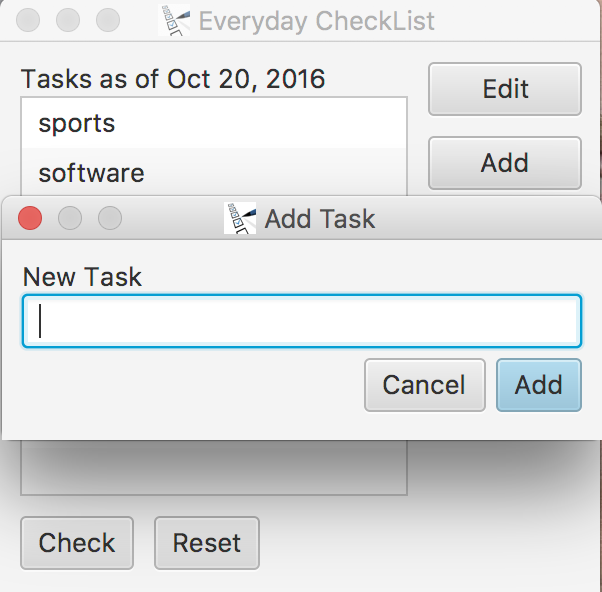 Everyday CheckList
Tasks as of Oct 20, 2016
Edit
sports
Add
software
Add Task
New Task
Cancel
Add
Check
Reset